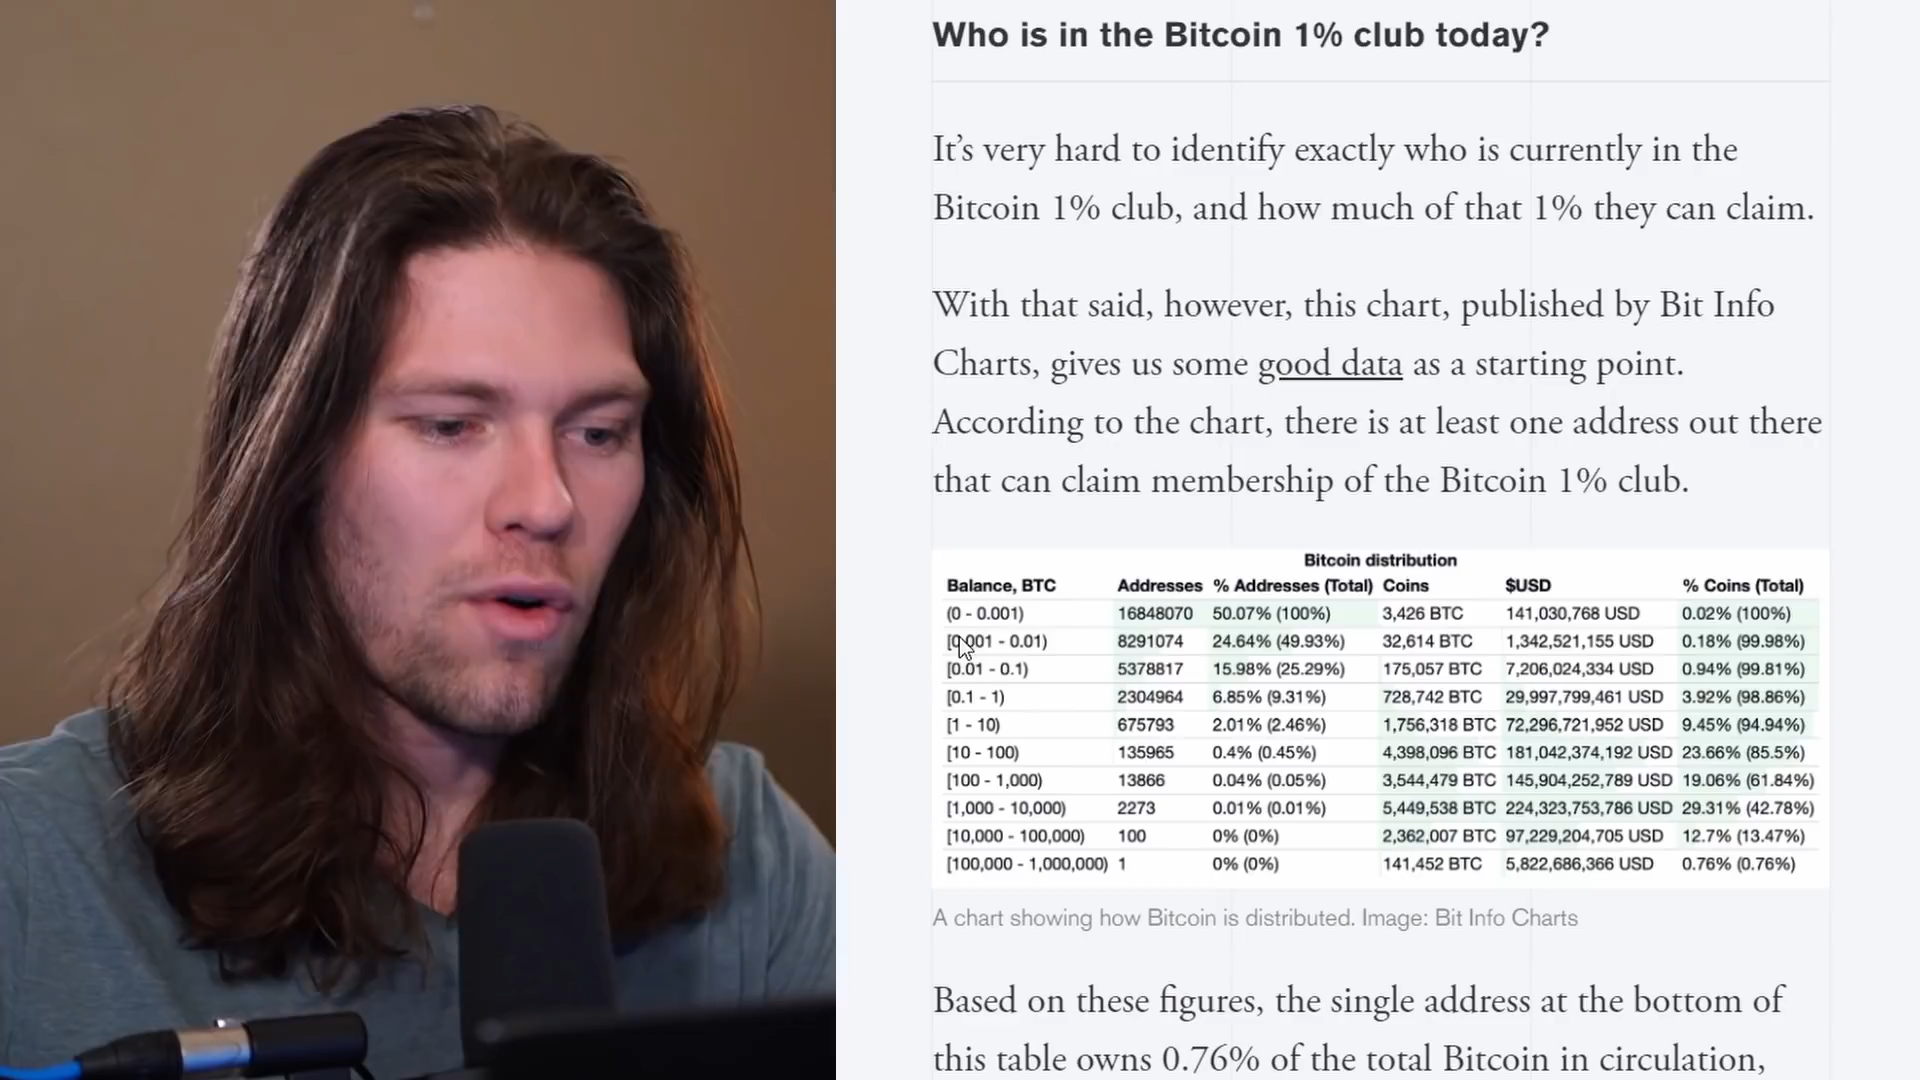 Who is in the Bitcoin 1% club today?
It’s very hard to identify exactly who is currently in the
Bitcoin 1% club, and how much of that 1% they can claim.
With that said, however, this chart, published by Bit Info
Charts, gives us some good data as a starting point.
According to the chart, there is at least one address out there
that can claim membership of the Bitcoin 1% club.
Bitcoin distribution
Balance, BTC Addresses % Addresses (Total) Coins $USD % Coins (Total)
(0 - 0.001) 16848070 50.07% (100%) 3,426 BTC 141,030,768 USD 0.02% (100%)
[0.001 - 0.01) 8291074 24.64% (49.93%) 32,614 BTC 1,342,521,155 USD 0.18% (99.98%)
[0.01 - 0.1) 5378817 15.98% (25.29%) 175,057 BTC 7,206,024,334 USD 0.94% (99.81%)
[0.1 - 1) 2304964 6.85% (9.31%) 728,742 BTC 29,997,799,461 USD 3.92% (98.86%)
[1 - 10) 675793 2.01% (2.46%) 1,756,318 BTC 72,296,721,952 USD 9.45% (94.94%)
[10 - 100) 135965 0.4% (0.45%) 4,398,096 BTC 181,042,374,192 USD 23.66% (85.5%)
[100 - 1,000) 13866 0.04% (0.05%) 3,544,479 BTC 145,904,252,789 USD 19.06% (61.84%)
[1,000 - 10,000) 2273 0.01% (0.01%) 5,449,538 BTC 224,323,753,786 USD 29.31% (42.78%)
[10,000 - 100,000) 100 0% (0%) 2,362,007 BTC 97,229,204,705 USD 12.7% (13.47%)
[100,000 - 1,000,000) 1 0% (0%) 141,452 BTC 5,822,686,366 USD 0.76% (0.76%)
A chart showing how Bitcoin is distributed. Image: Bit Info Charts
Based on these figures, the single address at the bottom of
this table owns 0.76% of the total Bitcoin in circulation,